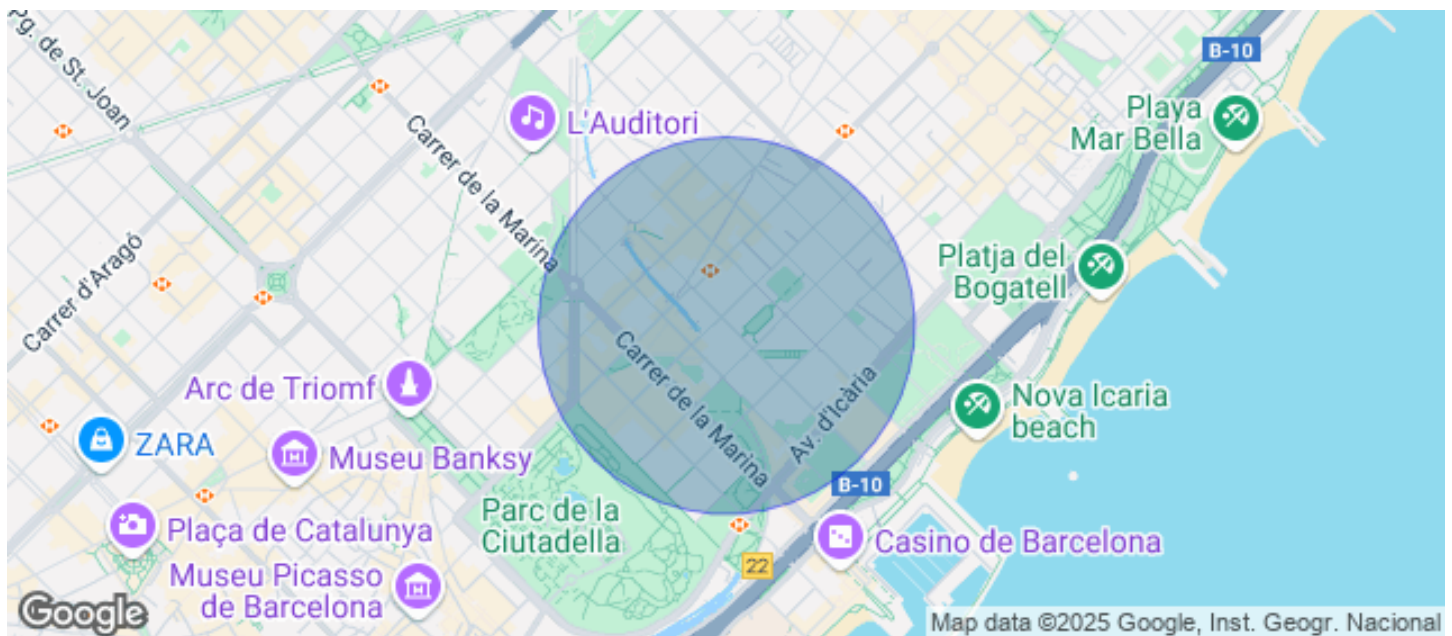 Pg. de St. Joan
B-10
L'Auditori
Playa
Mar Bella
Carrer de la Marina
Carrer d'Aragó
Platja del
Bogatell
Carrer de la Marina
Av. d'Icària
Arc de Triomf
ZARA
Museu Banksy
Nova Icaria
beach
B-10
Parc de la
Ciutadella
Plaça de Catalunya
Casino de Barcelona
22
Museu Picasso
de Barcelona
Google
Map data ©2025 Google, Inst. Geogr. Nacional